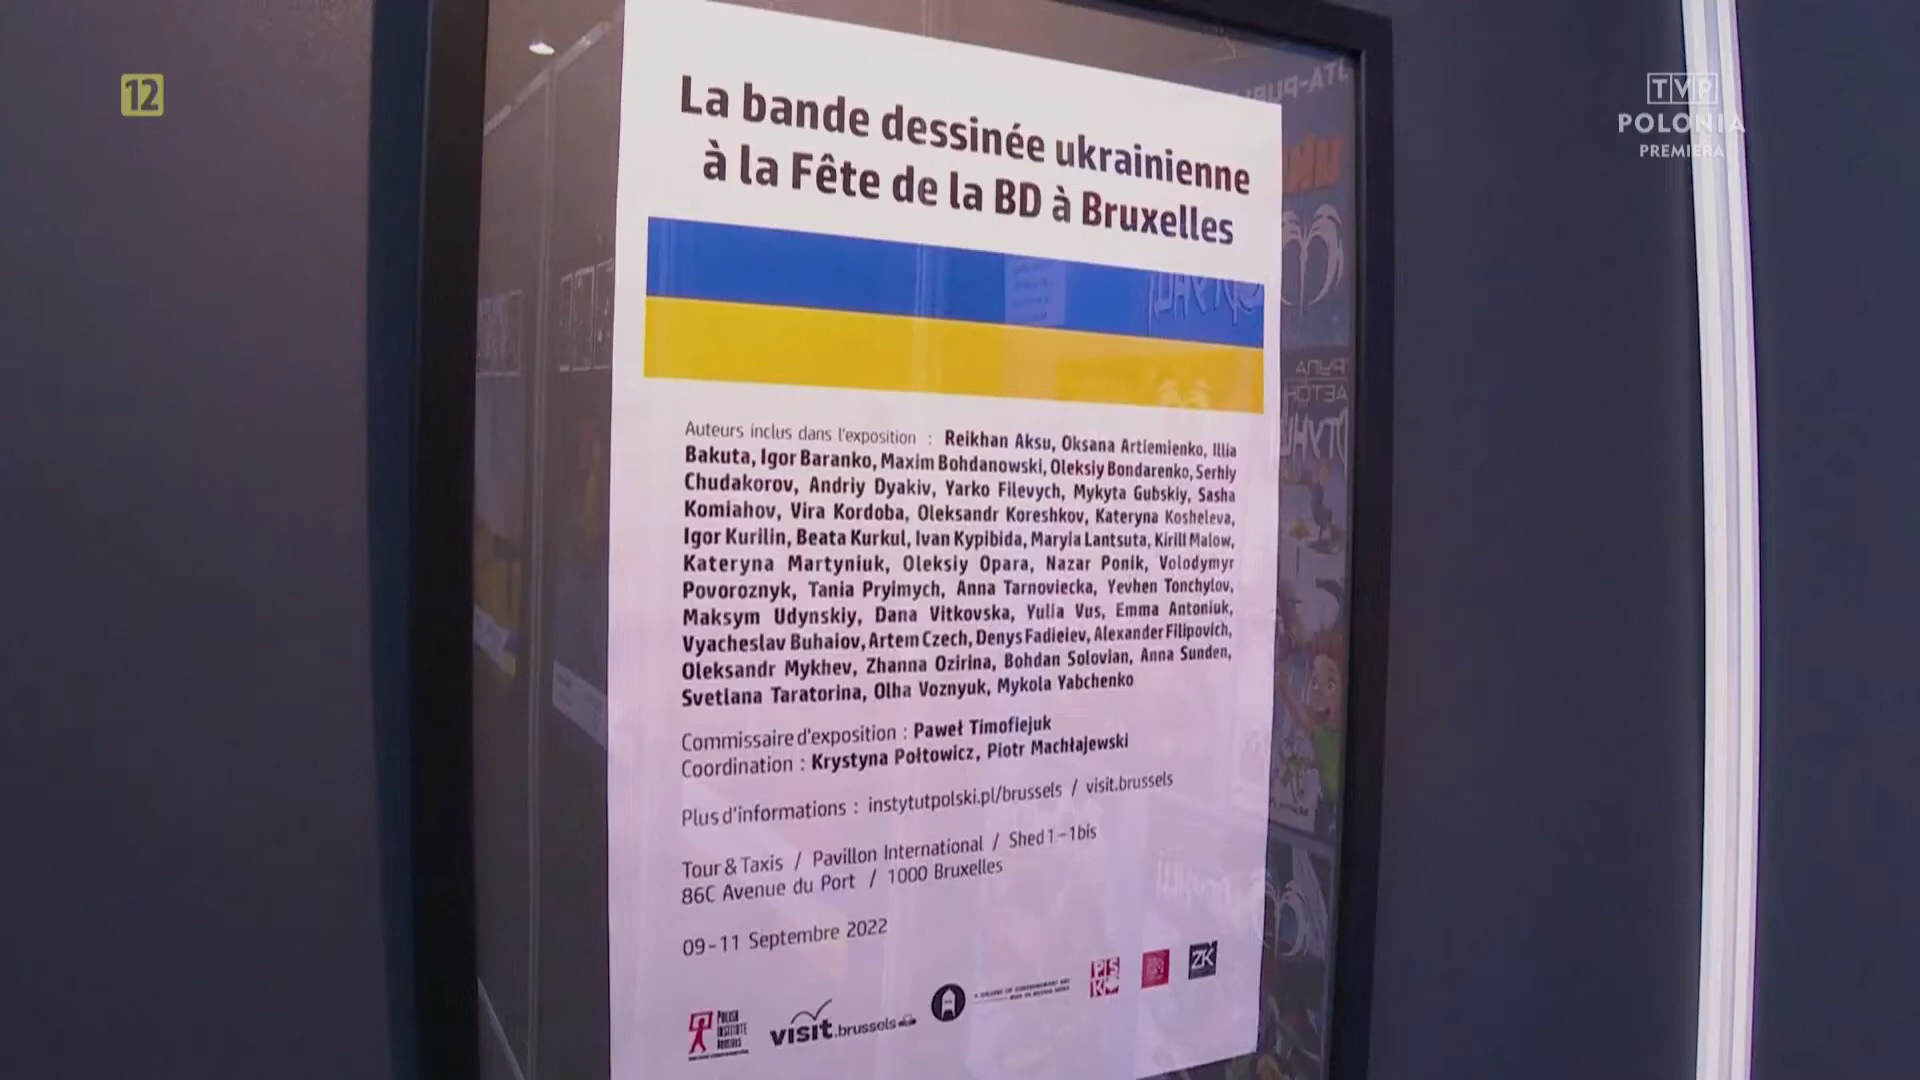 12
TVP
POLONIA
PREMIERA
La bande dessinée ukrainienne
à la Fête de la BD à Bruxelles
Auteurs inclus dans l'exposition : Reikhan Aksu, Oksana Artiemienko, Illia
Bakuta, Igor Baranko, Maxim Bohdanowski, Oleksiy Bondarenko, Serhiy
Chudakorov, Andriy Dyakiv, Yarko Filevych, Mykyta Gubskiy, Sasha
Komiahov, Vira Kordoba, Oleksandr Koreshkov, Kateryna Kosheleva,
Igor Kurilin, Beata Kurkul, Ivan Kypibida, Maryla Lantsuta, Kirill Malow,
Kateryna Martyniuk, Oleksiy Opara, Nazar Ponik, Volodymyr
Povoroznyk, Tania Pryimych, Anna Tarnoviecka, Yevhen Tonchylov,
Maksym Udynskiy, Dana Vitkovska, Yulia Vus, Emma Antoniuk,
Vyacheslav Buhaiov, Artem Czech, Denys Fadieiev, Alexander Filipovich,
Oleksandr Mykhev, Zhanna Ozirina, Bohdan Solovian, Anna Sunden,
Svetlana Taratorina, Olha Voznyuk, Mykola Yabchenko
Commissaire d'exposition : Paweł Timofiejuk
Coordination : Krystyna Połtowicz, Piotr Machłajewski
Plus d'informations : instytutpolski.pl/brussels / visit.brussels
Tour & Taxis / Pavillon International / Shed 1-1bis
86C Avenue du Port / 1000 Bruxelles
09-11 Septembre 2022
POLISH
INSTITUTE
BRUSSELS
visit.brussels
PSK
ZK